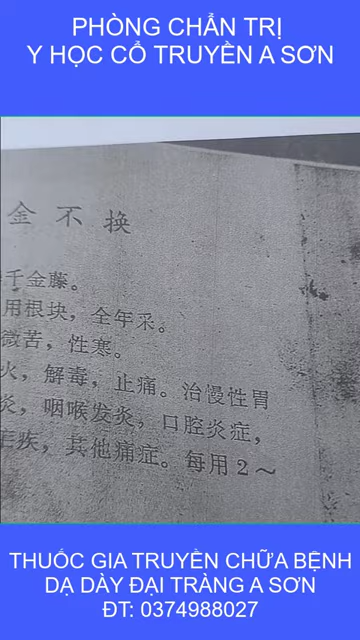 PHÒNG CHẨN TRỊ
Y HỌC CỔ TRUYỀN A SƠN
金不换
千金藤。
用根块，全年采。
微苦，性寒。
火，解毒，止痛。治慢性胃
炎，咽喉发炎，口腔炎症，
疾，其他痛症。每用2～
THUỐC GIA TRUYỀN CHỮA BỆNH
DẠ DÀY ĐẠI TRÀNG A SƠN
ĐT: 0374988027